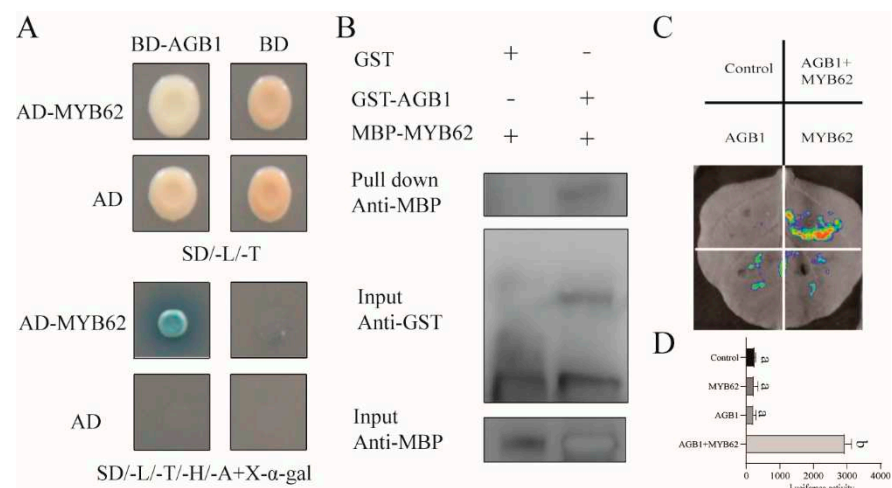 A
BD-AGB1 BD
AD-MYB62
AD
SD/-L/-T
AD-MYB62
AD
SD/-L/-T/-H/-A+X-α-gal
B
GST + -
GST-AGB1 - +
MBP-MYB62 + +
Pull down
Anti-MBP
Input
Anti-GST
Input
Anti-MBP
C
Control AGB1+
MYB62
AGB1 MYB62
D
Control a
MYB62 a
AGB1 a
AGB1+MYB62 b
0 1000 2000 3000 4000